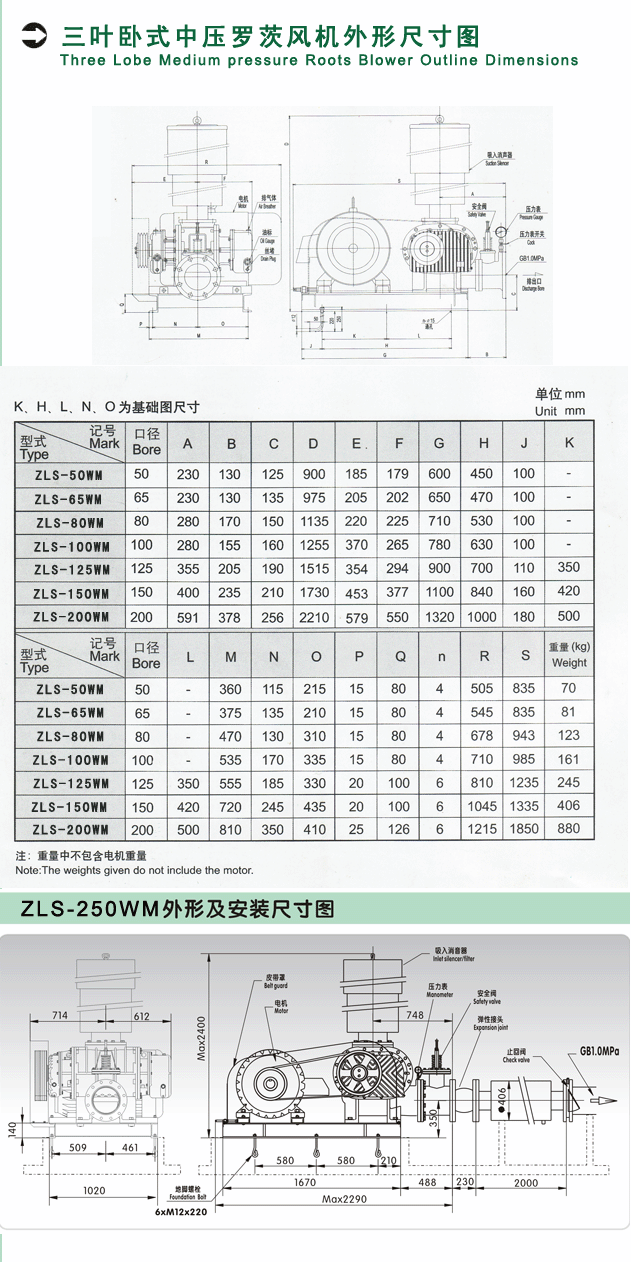 三叶卧式中压罗茨风机外形尺寸图
Three Lobe Medium pressure Roots Blower Outline Dimensions
R
E F
电机
Motor
排气体
Air Breather
油标
Oil Gauge
丝堵
Drain Plug
Q
P N O
M
S
吸入消声器
Suction Silencer
A
安全阀
Safety Valve
压力表
Pressure Gauge
压力表开关
Cock
GB1.0MPa
排出口
Discharge Bore
C
J K L
H
G B
K、H、L、N、O为基础图尺寸
单位 mm
Unit mm
型式 Type 记号 Mark 口径 Bore A B C D E. F G H J K
ZLS-50WM 50 230 130 125 900 185 179 600 450 100 -
ZLS-65WM 65 230 130 135 975 205 202 650 470 100 -
ZLS-80WM 80 280 170 150 1135 220 225 710 530 100 -
ZLS-100WM 100 280 155 160 1255 370 265 780 630 100 -
ZLS-125WM 125 355 205 190 1515 354 294 900 700 110 350
ZLS-150WM 150 400 235 210 1730 453 377 1100 840 160 420
ZLS-200WM 200 591 378 256 2210 579 550 1320 1000 180 500
型式 Type 记号 Mark 口径 Bore L M N O P Q n R S 重量 (kg) Weight
ZLS-50WM 50 - 360 115 215 15 80 4 505 835 70
ZLS-65WM 65 - 375 135 210 15 80 4 545 835 81
ZLS-80WM 80 - 470 130 310 15 80 4 678 943 123
ZLS-100WM 100 - 535 170 335 15 80 4 710 985 161
ZLS-125WM 125 350 555 185 330 20 100 6 810 1235 245
ZLS-150WM 150 420 720 245 435 20 100 6 1045 1335 406
ZLS-200WM 200 500 810 350 410 25 126 6 1215 1850 880
注：重量中不包含电机重量
Note:The weights given do not include the motor.
ZLS-250WM外形及安装尺寸图
714 612
140
509 461
1020
吸入消音器
Inlet silencer/filter
皮带罩
Belt guard
电机
Motor
压力表
Manometer
安全阀
Safety valve
弹性接头
Expansion joint
止回阀
Check valve
GB1.0MPa
748
Max2400
350
●406
580 580 210
1670 488 230 2000
Max2290
地脚螺栓
Foundation Bolt
6xM12x220